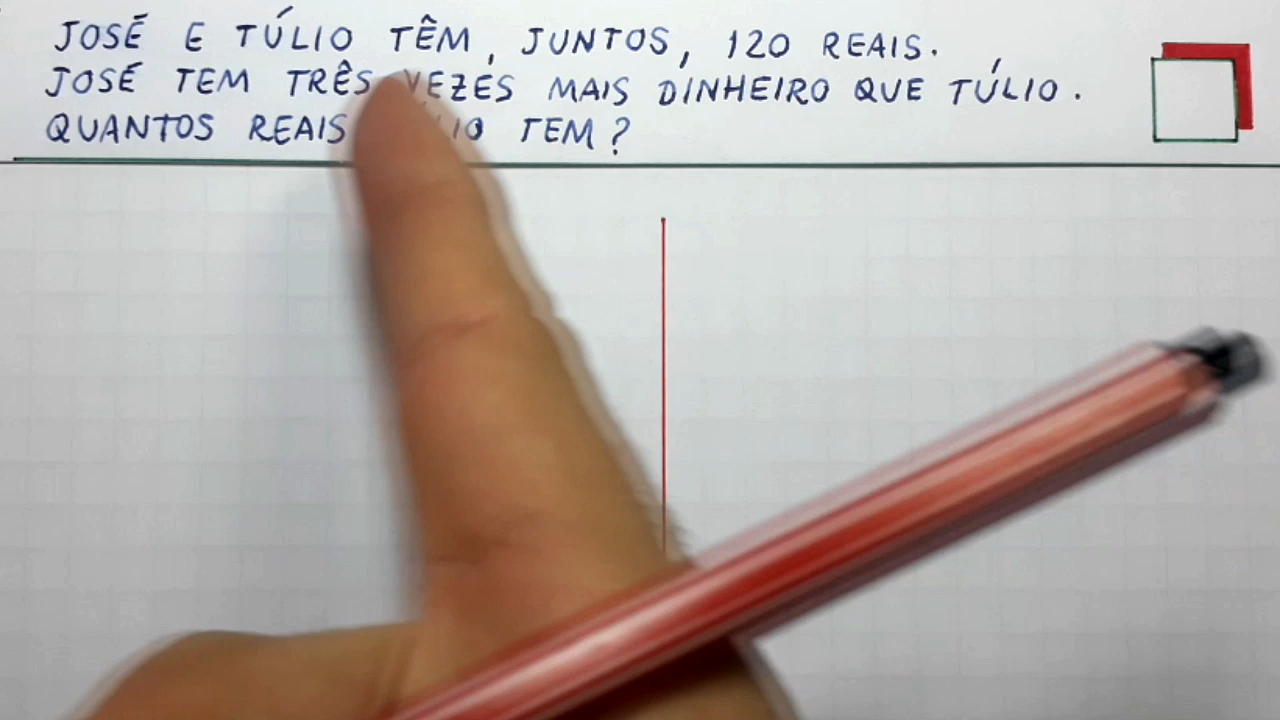 JOSÉ E TÚLIO TÊM, JUNTOS, 120 REAIS.
JOSÉ TEM TRÊS VEZES MAIS DINHEIRO QUE TÚLIO.
QUANTOS REAIS TEM?